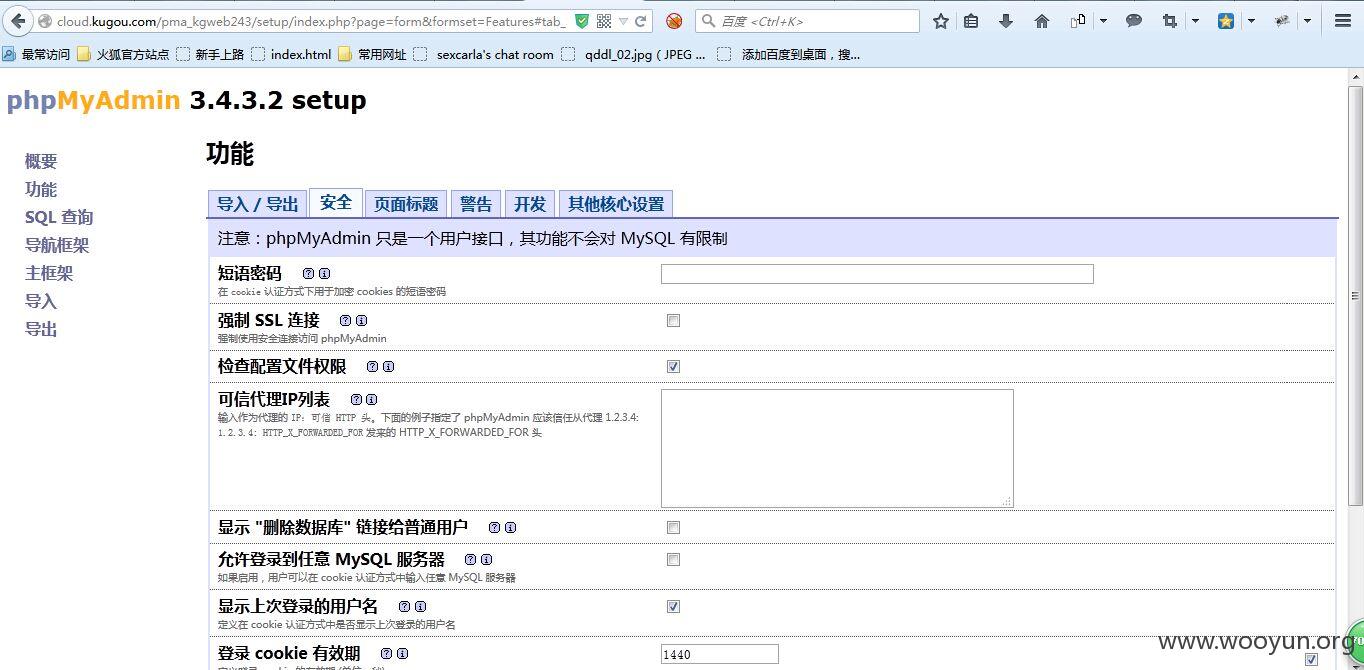 cloud.kugou.com/pma_kgweb243/setup/index.php?page=form&formset=Features#tab_
百度 <Ctrl+K>
最常访问 火狐官方站点 新手上路 index.html 常用网址 sexcarla's chat room qddl_02.jpg ( JPEG ... 添加百度到桌面，搜...
phpMyAdmin 3.4.3.2 setup
概要
功能
SQL 查询
导航框架
主框架
导入
导出
功能
导入 / 导出 安全 页面标题 警告 开发 其他核心设置
注意：phpMyAdmin 只是一个用户接口，其功能不会对 MySQL 有限制
短语密码
在 cookie 认证方式下用于加密 cookies 的短语密码
强制 SSL 连接
强制使用安全连接访问 phpMyAdmin
检查配置文件权限
可信代理IP列表
输入作为代理的 IP: 可信 HTTP 头。下面的例子指定了 phpMyAdmin 应该信任从代理 1.2.3.4:
1.2.3.4: HTTP_X_FORWARDED_FOR 发来的 HTTP_X_FORWARDED_FOR 头
显示 "删除数据库" 链接给普通用户
允许登录到任意 MySQL 服务器
如果启用，用户可以在 cookie 认证方式中输入任意 MySQL 服务器
显示上次登录的用户名
定义在 cookie 认证方式中是否显示上次登录的用户名
登录 cookie 有效期
1440
www.wooyun.org